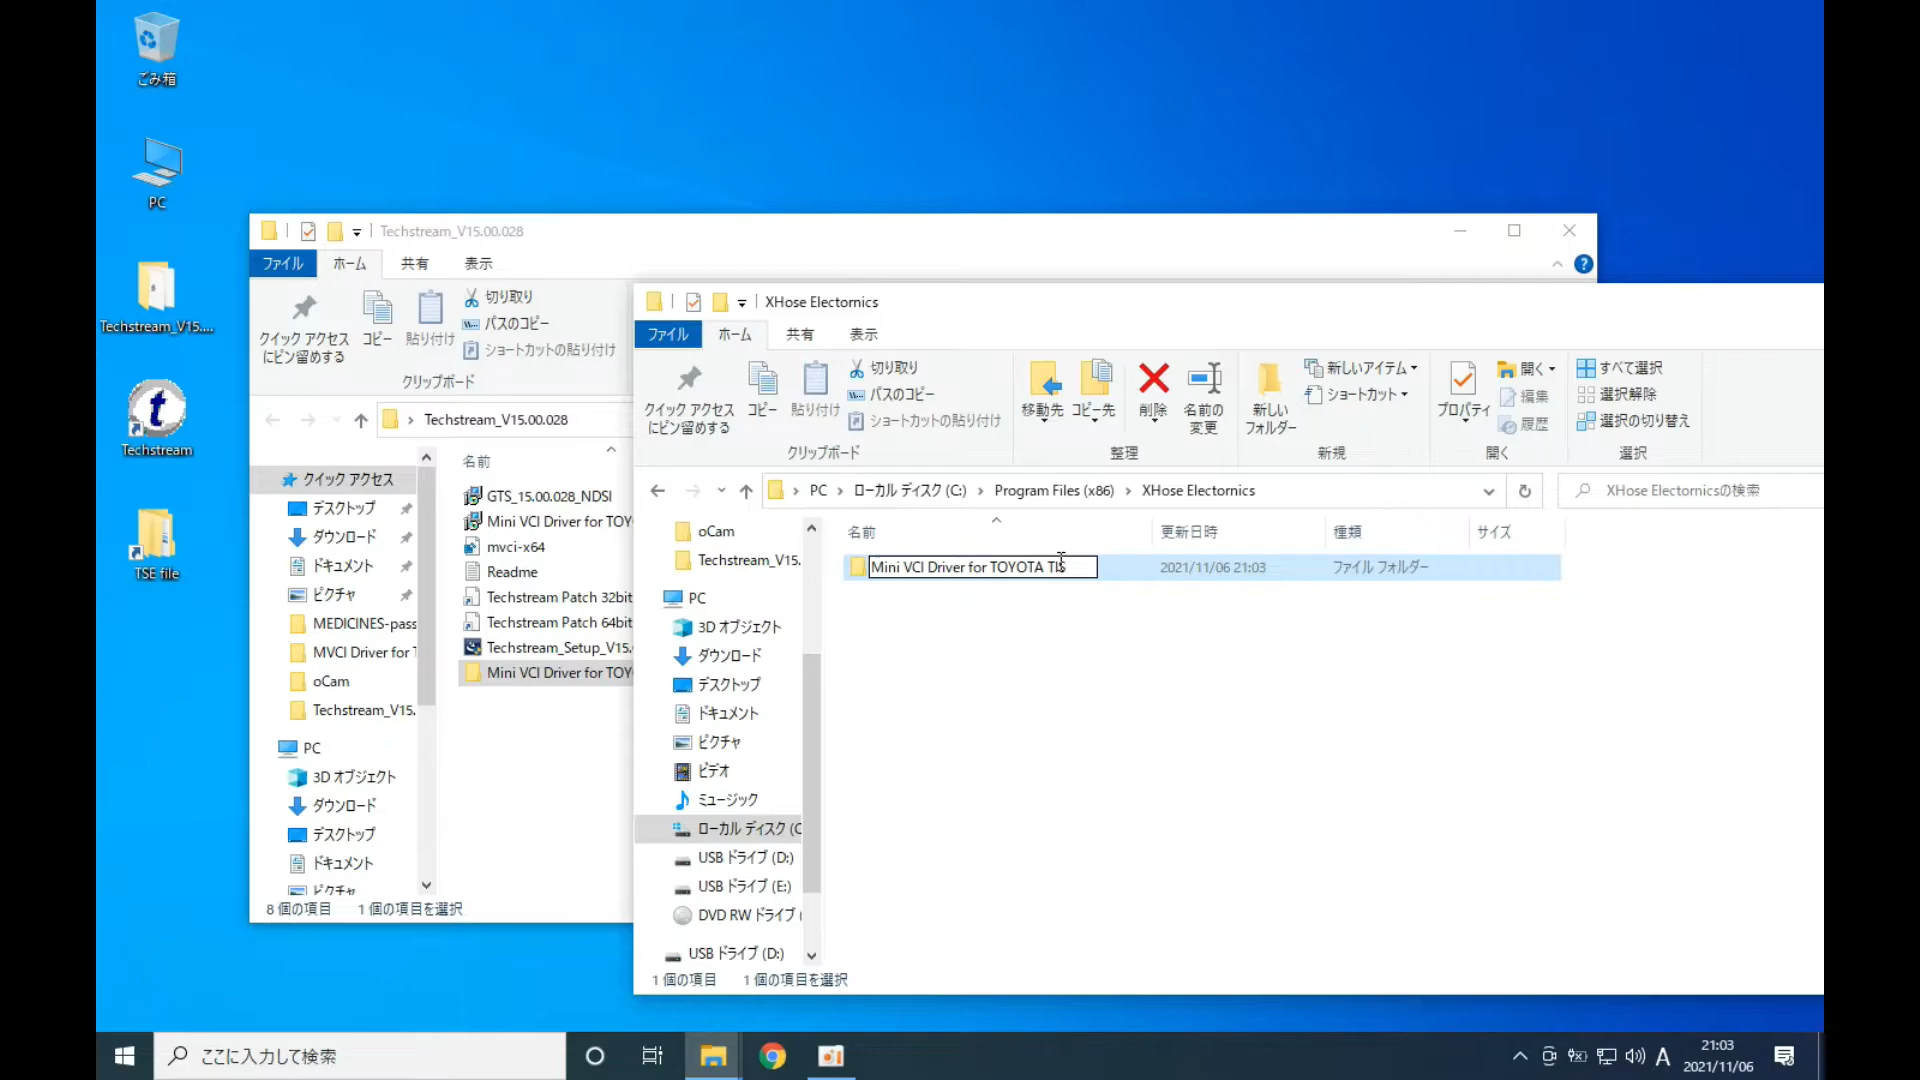 ごみ箱
PC
Techstream_V15....
Techstream
TSE file
Techstream_V15.00.028
ファイル
ホーム
共有
表示
クイック アクセス
にピン留めする
コピー
貼り付け
切り取り
パスのコピー
ショートカットの貼り付け
クリップボード
Techstream_V15.00.028
クイック アクセス
デスクトップ
ダウンロード
ドキュメント
ピクチャ
MEDICINES-pass
MVCI Driver for T
oCam
Techstream_V15.
PC
3D オブジェクト
ダウンロード
デスクトップ
ドキュメント
ピクチャ
名前
GTS_15.00.028_NDSI
Mini VCI Driver for TOY
mvci-x64
Readme
Techstream Patch 32bit
Techstream Patch 64bit
Techstream_Setup_V15.
Mini VCI Driver for TOY
8 個の項目
1 個の項目を選択
XHose Electornics
ファイル
ホーム
共有
表示
クイック アクセス
にピン留めする
コピー
貼り付け
切り取り
パスのコピー
ショートカットの貼り付け
クリップボード
移動先
コピー先
削除
名前の
変更
整理
新しい
フォルダー
新しいアイテム
ショートカット
新規
プロパティ
開く
編集
履歴
開く
すべて選択
選択解除
選択の切り替え
選択
PC
ローカル ディスク (C:)
Program Files (x86)
XHose Electornics
XHose Electornicsの検索
oCam
Techstream_V15.
PC
3D オブジェクト
ダウンロード
デスクトップ
ドキュメント
ピクチャ
ビデオ
ミュージック
ローカル ディスク (C
USB ドライブ (D:)
USB ドライブ (E:)
DVD RW ドライブ (
USB ドライブ (D:)
名前
更新日時
種類
サイズ
Mini VCI Driver for TOYOTA TIS
2021/11/06 21:03
ファイル フォルダー
1 個の項目
1 個の項目を選択
ここに入力して検索
A
21:03
2021/11/06